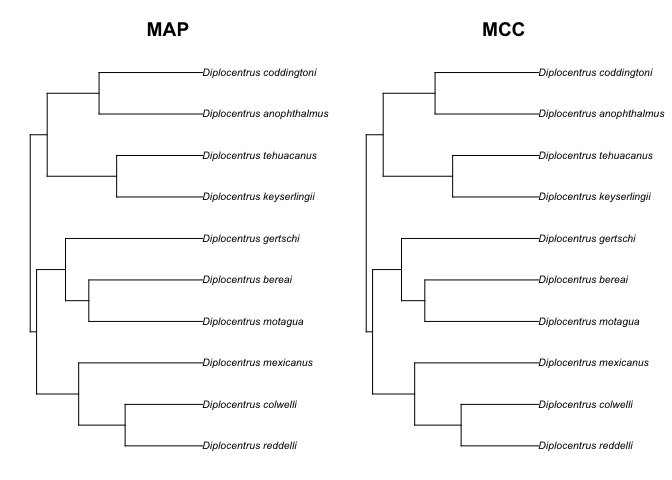 MAP
Diplocentrus coddingtoni
Diplocentrus anophthalmus
Diplocentrus tehuacanus
Diplocentrus keyserlingii
Diplocentrus gertschi
Diplocentrus bereai
Diplocentrus motagua
Diplocentrus mexicanus
Diplocentrus colwelli
Diplocentrus reddelli
MCC
Diplocentrus coddingtoni
Diplocentrus anophthalmus
Diplocentrus tehuacanus
Diplocentrus keyserlingii
Diplocentrus gertschi
Diplocentrus bereai
Diplocentrus motagua
Diplocentrus mexicanus
Diplocentrus colwelli
Diplocentrus reddelli